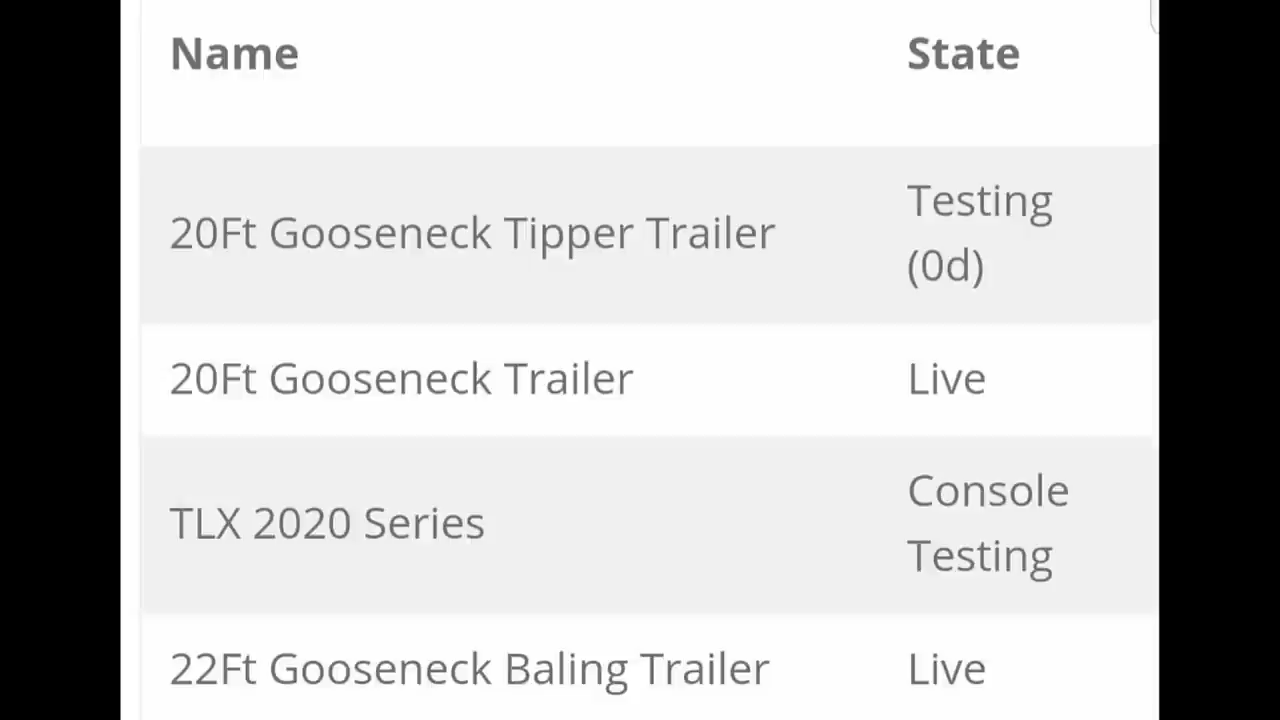 Name State
20Ft Gooseneck Tipper Trailer Testing
(0d)
20Ft Gooseneck Trailer Live
TLX 2020 Series Console
Testing
22Ft Gooseneck Baling Trailer Live